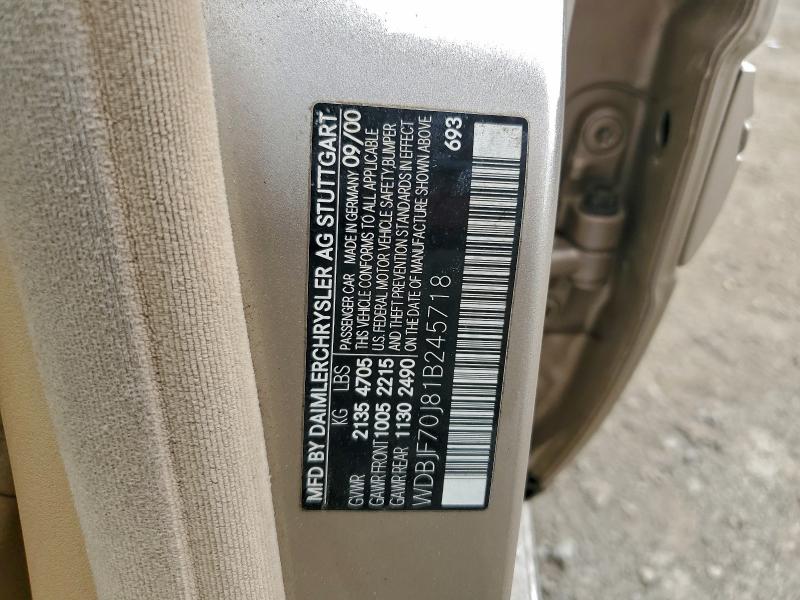 MFD BY DAIMLERCHRYSLER AG STUTTGART
KG LBS
GVWR 2135 4705
GAWR FRONT 1005 2215
GAWR REAR 1130 2490
PASSENGER CAR MADE IN GERMANY 09/00
THIS VEHICLE CONFORMS TO ALL APPLICABLE
U.S. FEDERAL MOTOR VEHICLE SAFETY, BUMPER
AND THEFT PREVENTION STANDARDS IN EFFECT
ON THE DATE OF MANUFACTURE SHOWN ABOVE
WDBJF70J81B245718
693